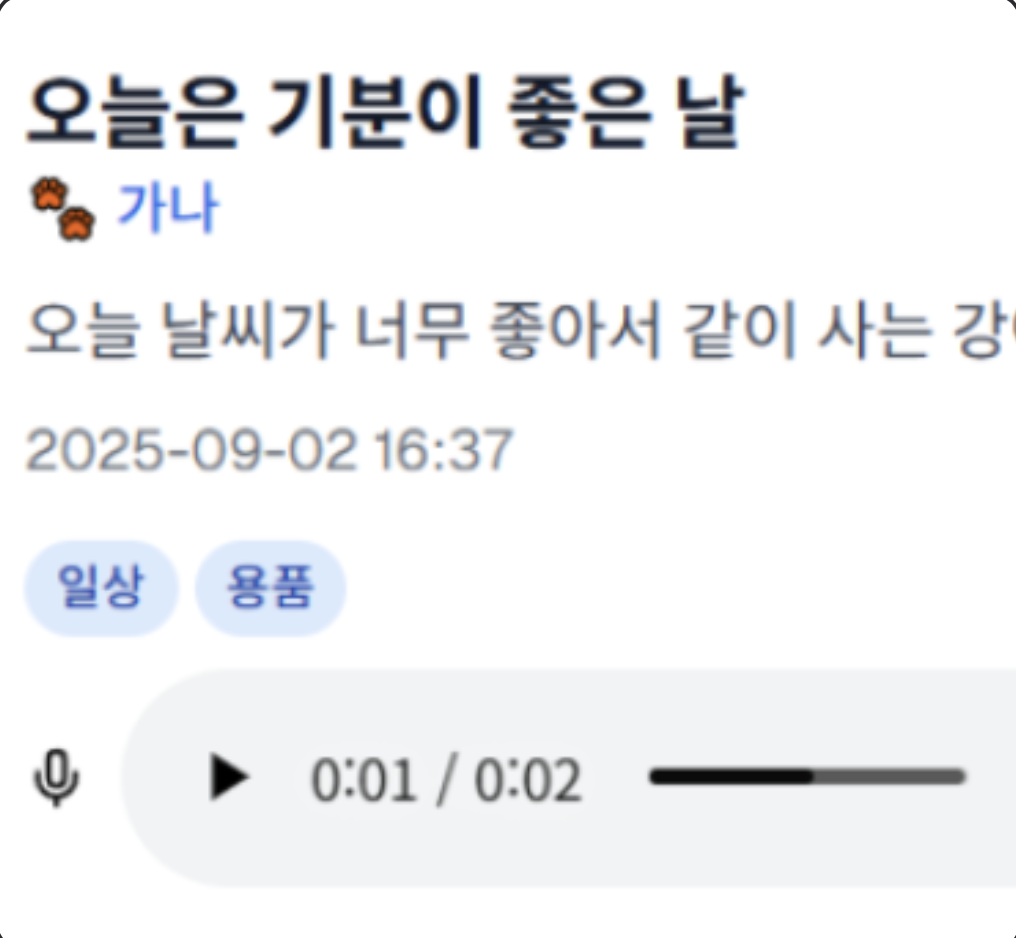 오늘은 기분이 좋은 날
가나
오늘 날씨가 너무 좋아서 같이 사는
2025-09-02 16:37
일상 용품
0:01 / 0:02